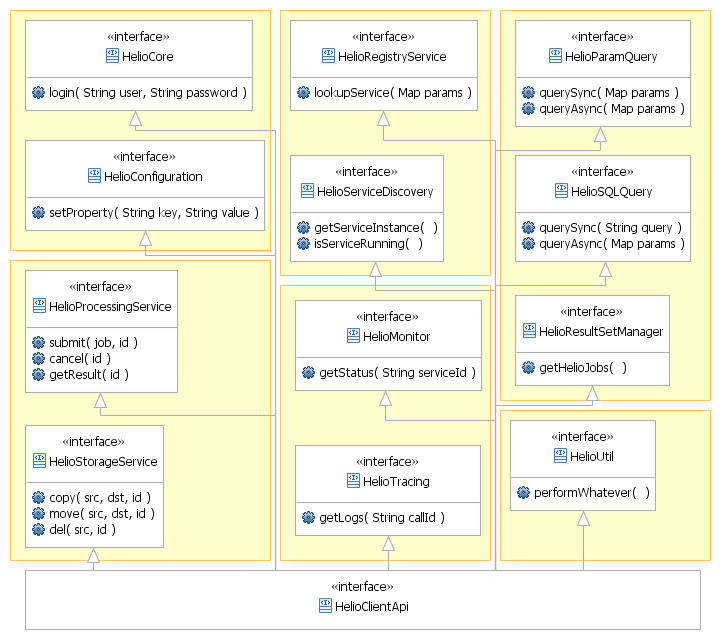 «interface»
HelioCore
login( String user, String password )
«interface»
HelioConfiguration
setProperty( String key, String value )
«interface»
HelioRegistryService
lookupService( Map params )
«interface»
HelioServiceDiscovery
getServiceInstance(  )
isServiceRunning(  )
«interface»
HelioParamQuery
querySync( Map params )
queryAsync( Map params )
«interface»
HelioSQLQuery
querySync( String query )
queryAsync( Map params )
«interface»
HelioResultSetManager
getHelioJobs(  )
«interface»
HelioProcessingService
submit( job, id )
cancel( id )
getResult( id )
«interface»
HelioStorageService
copy( src, dst, id )
move( src, dst, id )
del( src, id )
«interface»
HelioMonitor
getStatus( String serviceId )
«interface»
HelioTracing
getLogs( String callId )
«interface»
HelioUtil
performWhatever(  )
«interface»
HelioClientApi